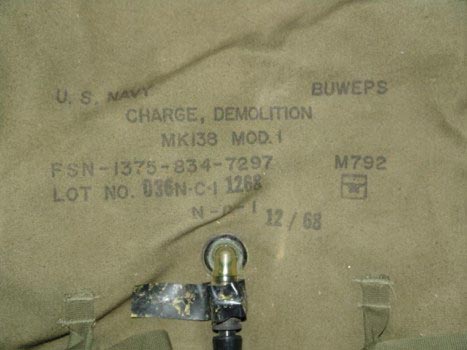 U. S. NAVY BUWEPS
CHARGE, DEMOLITION
MK138 MOD.1
FSN-1375-834-7297 M792
LOT NO. 036N-C-1 1268
N-C-1 12/68